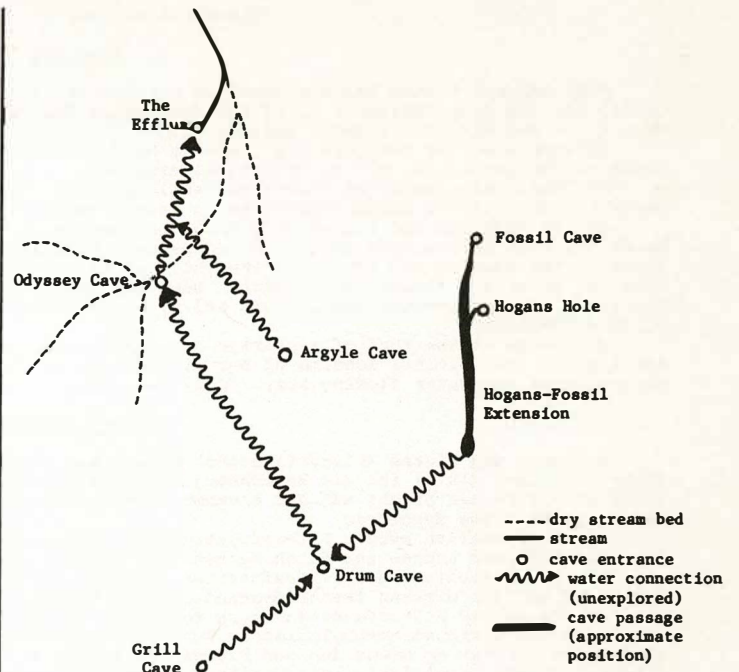 The
Efflux
Fossil Cave
Odyssey Cave
Hogans Hole
Argyle Cave
Hogans-Fossil
Extension
dry stream bed
stream
cave entrance
Drum Cave
water connection
(unexplored)
cave passage
(approximate
position)
Grill
Cave